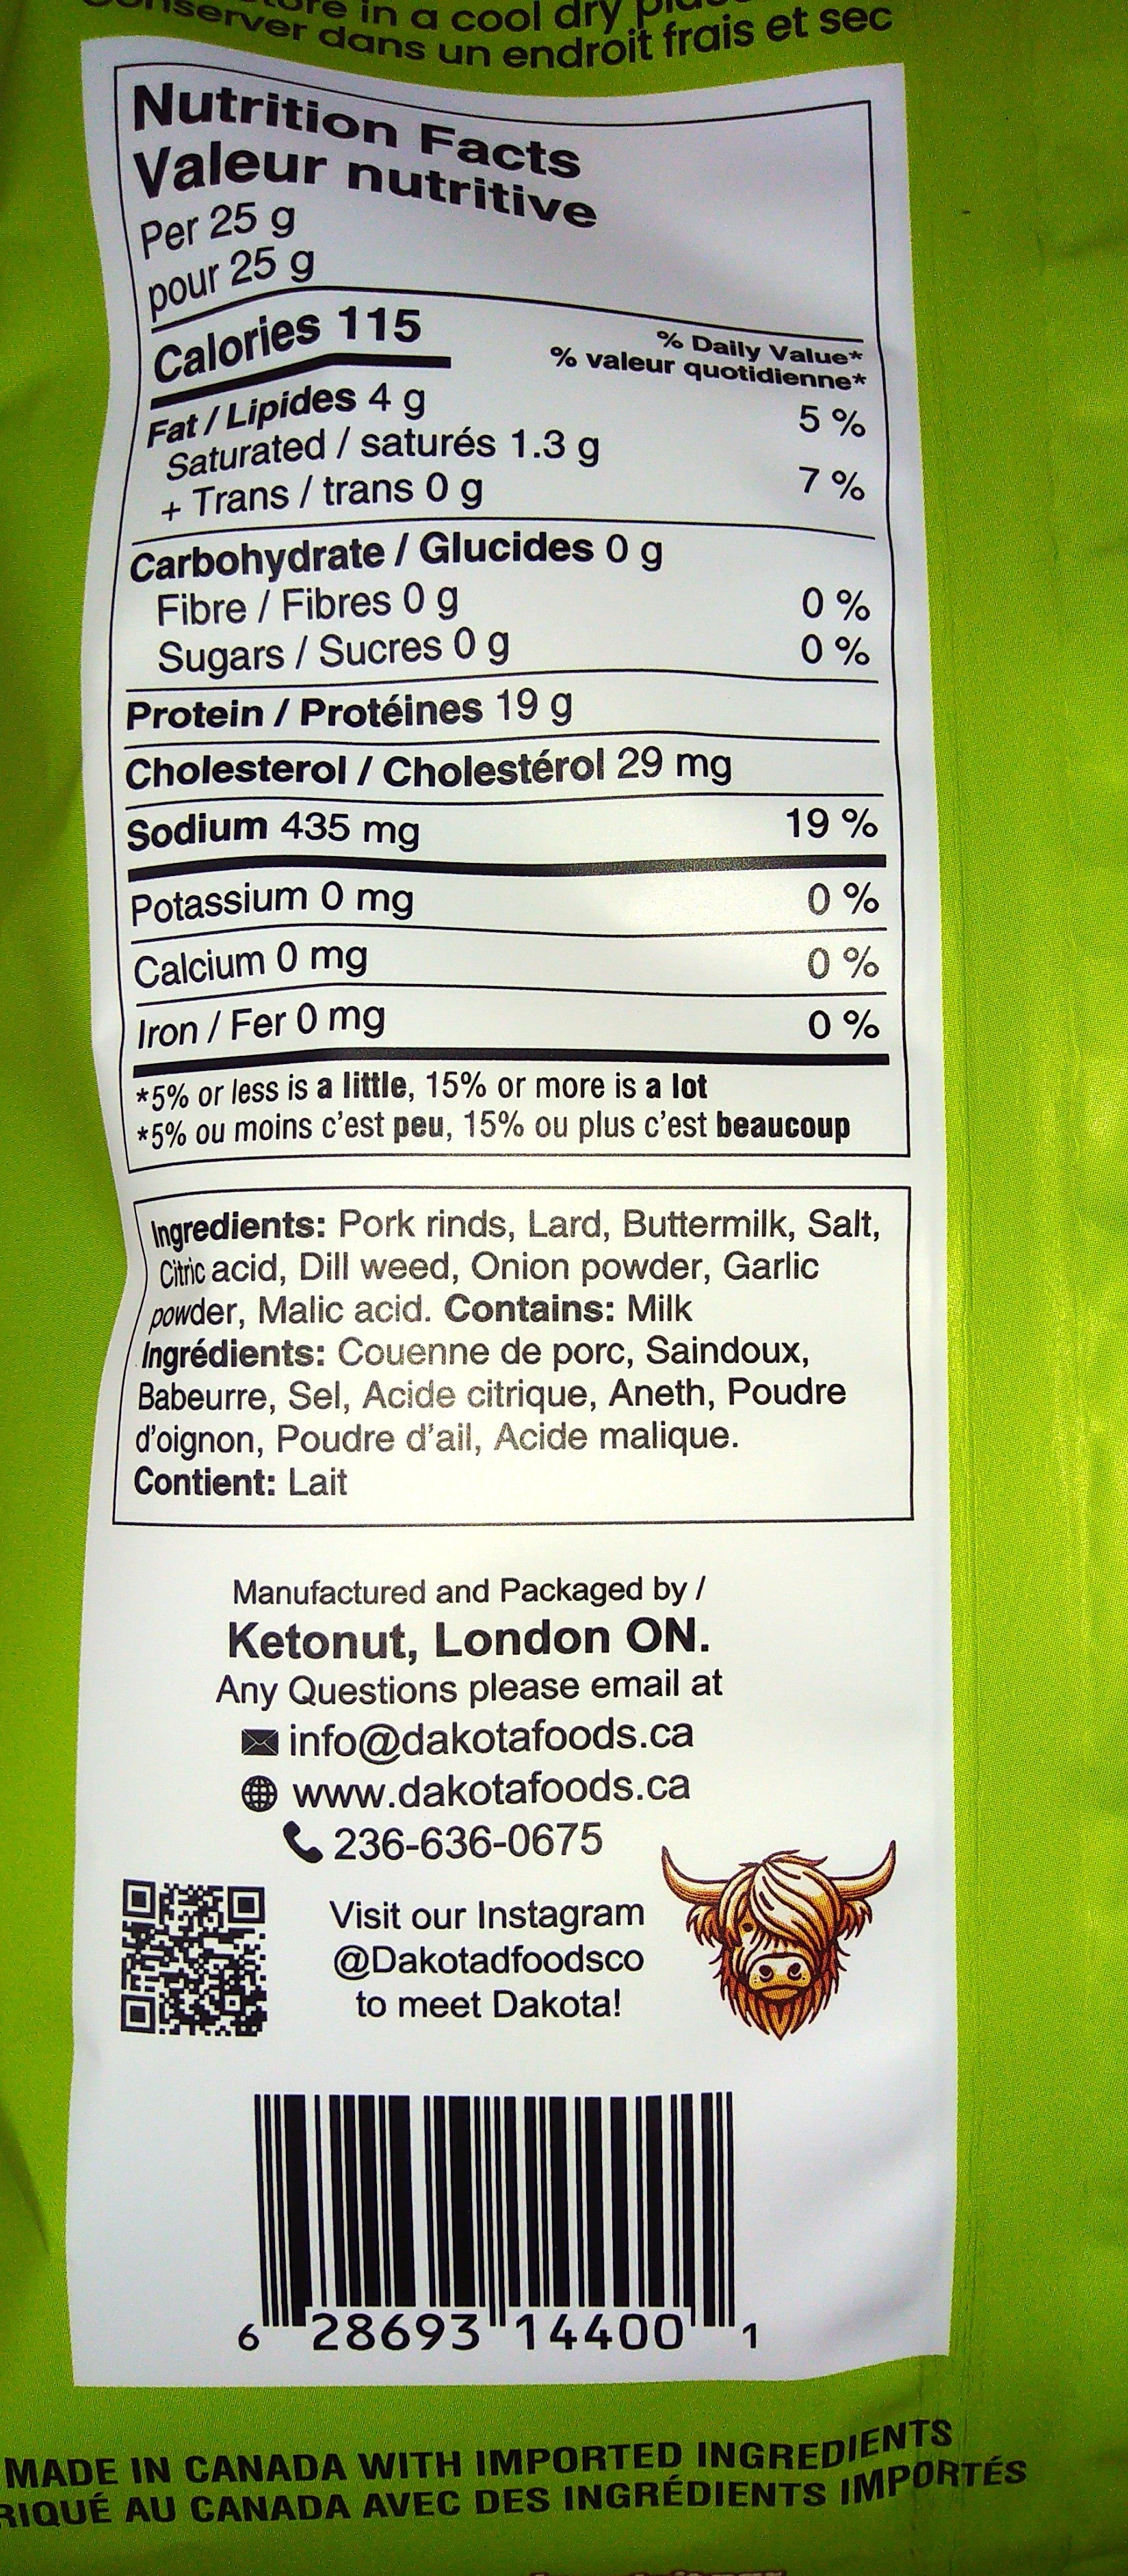 in a cool dry
dans un endroit frais et sec
Nutrition Facts
Valeur nutritive
Per 25 g
pour 25 g
Calories 115
% Daily Value*
% valeur quotidienne*
Fat / Lipides 4 g 5 %
Saturated / saturés 1.3 g
+ Trans / trans 0 g 7 %
Carbohydrate / Glucides 0 g
Fibre / Fibres 0 g 0 %
Sugars / Sucres 0 g 0 %
Protein / Protéines 19 g
Cholesterol / Cholestérol 29 mg
Sodium 435 mg 19 %
Potassium 0 mg 0 %
Calcium 0 mg 0 %
Iron / Fer 0 mg 0 %
*5% or less is a little, 15% or more is a lot
*5% ou moins c'est peu, 15% ou plus c'est beaucoup
Ingredients: Pork rinds, Lard, Buttermilk, Salt,
Citric acid, Dill weed, Onion powder, Garlic
powder, Malic acid. Contains: Milk
Ingrédients: Couenne de porc, Saindoux,
Babeurre, Sel, Acide citrique, Aneth, Poudre
d'oignon, Poudre d'ail, Acide malique.
Contient: Lait
Manufactured and Packaged by /
Ketonut, London ON.
Any Questions please email at
info@dakotafoods.ca
www.dakotafoods.ca
236-636-0675
Visit our Instagram
@Dakotadfoodsco
to meet Dakota!
6 28693 14400 1
MADE IN CANADA WITH IMPORTED INGREDIENTS
AU CANADA AVEC DES INGRÉDIENTS IMPORTÉS